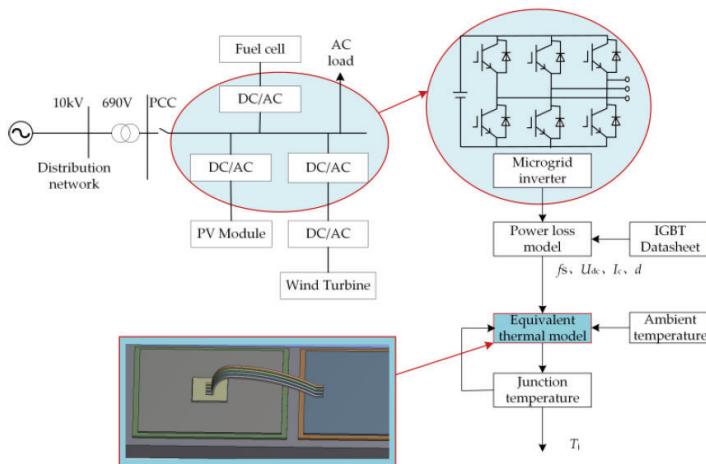 Fuel cell
AC
load
10kV
690V
PCC
DC/AC
Distribution
network
DC/AC
DC/AC
PV Module
DC/AC
Wind Turbine
Microgrid
inverter
Power loss
model
IGBT
Datasheet
fs、Udc、Ic、d
Equivalent
thermal model
Ambient
temperature
Junction
temperature
Tj